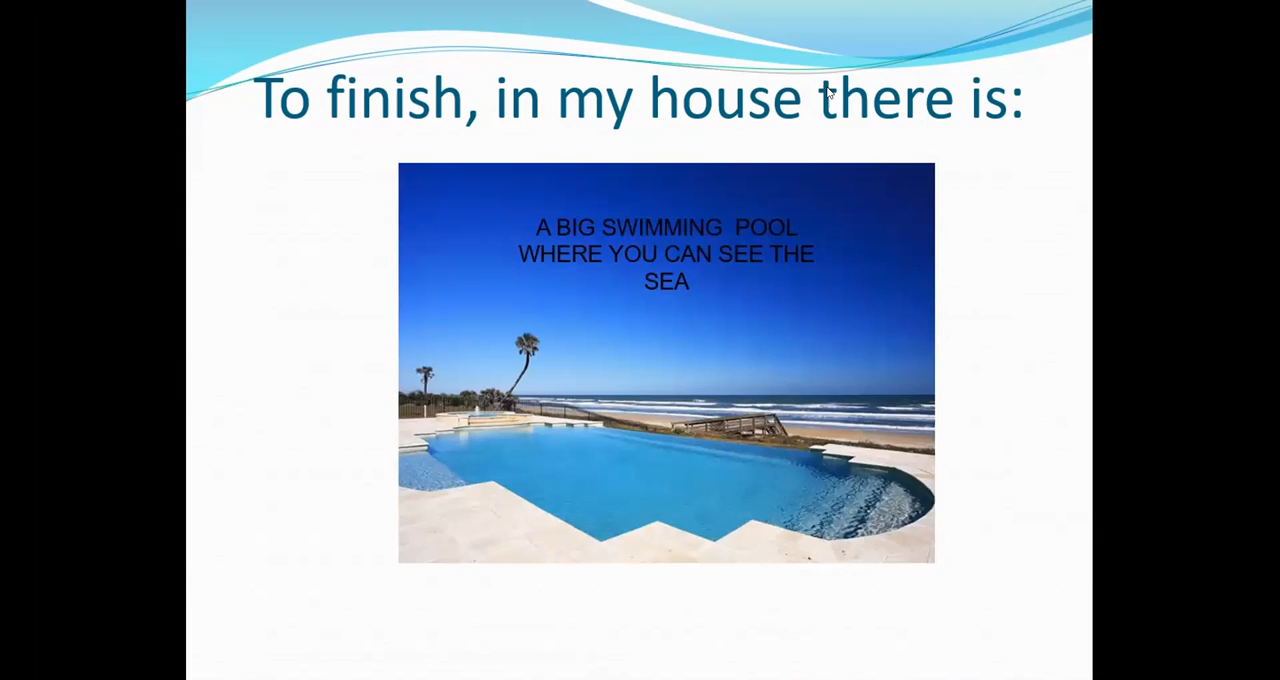 To finish, in my house there is:
A BIG SWIMMING POOL
WHERE YOU CAN SEE THE
SEA